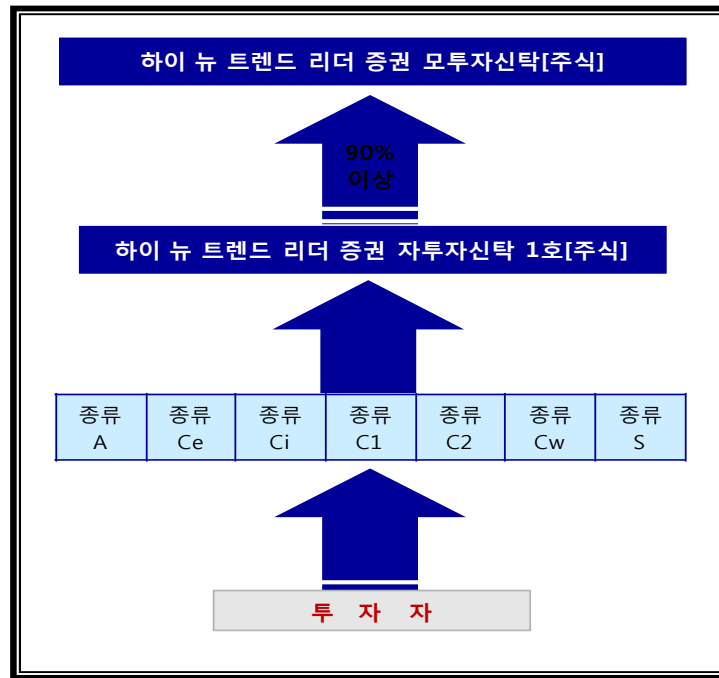 하이 뉴 트렌드 리더 증권 모투자신탁[주식]
90%
이상
하이 뉴 트렌드 리더 증권 자투자신탁 1호[주식]
종류 종류 종류 종류 종류 종류 종류
A Ce Ci C1 C2 Cw S
투 자 자